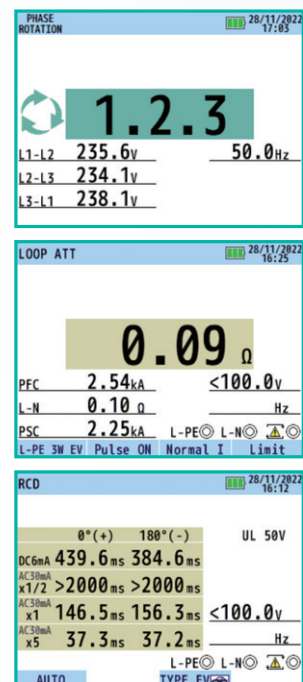 PHASE
ROTATION
28/11/2022
17:03
1.2.3
L1-L2 235.6V 50.0Hz
L2-L3 234.1V
L3-L1 238.1V
LOOP ATT
28/11/2022
16:25
0.09 Ω
PFC 2.54kA <100.0V
L-N 0.10 Ω Hz
PSC 2.25kA L-PE L-N
L-PE 3W EV Pulse ON Normal I Limit
RCD
28/11/2022
16:12
0°(+) 180°(-) UL 50V
DC6mA 439.6ms 384.6ms
AC30mA x1/2 >2000ms >2000ms
AC30mA x1 146.5ms 156.3ms <100.0V
AC30mA x5 37.3ms 37.2ms Hz
L-PE L-N
AUTO TYPE EV